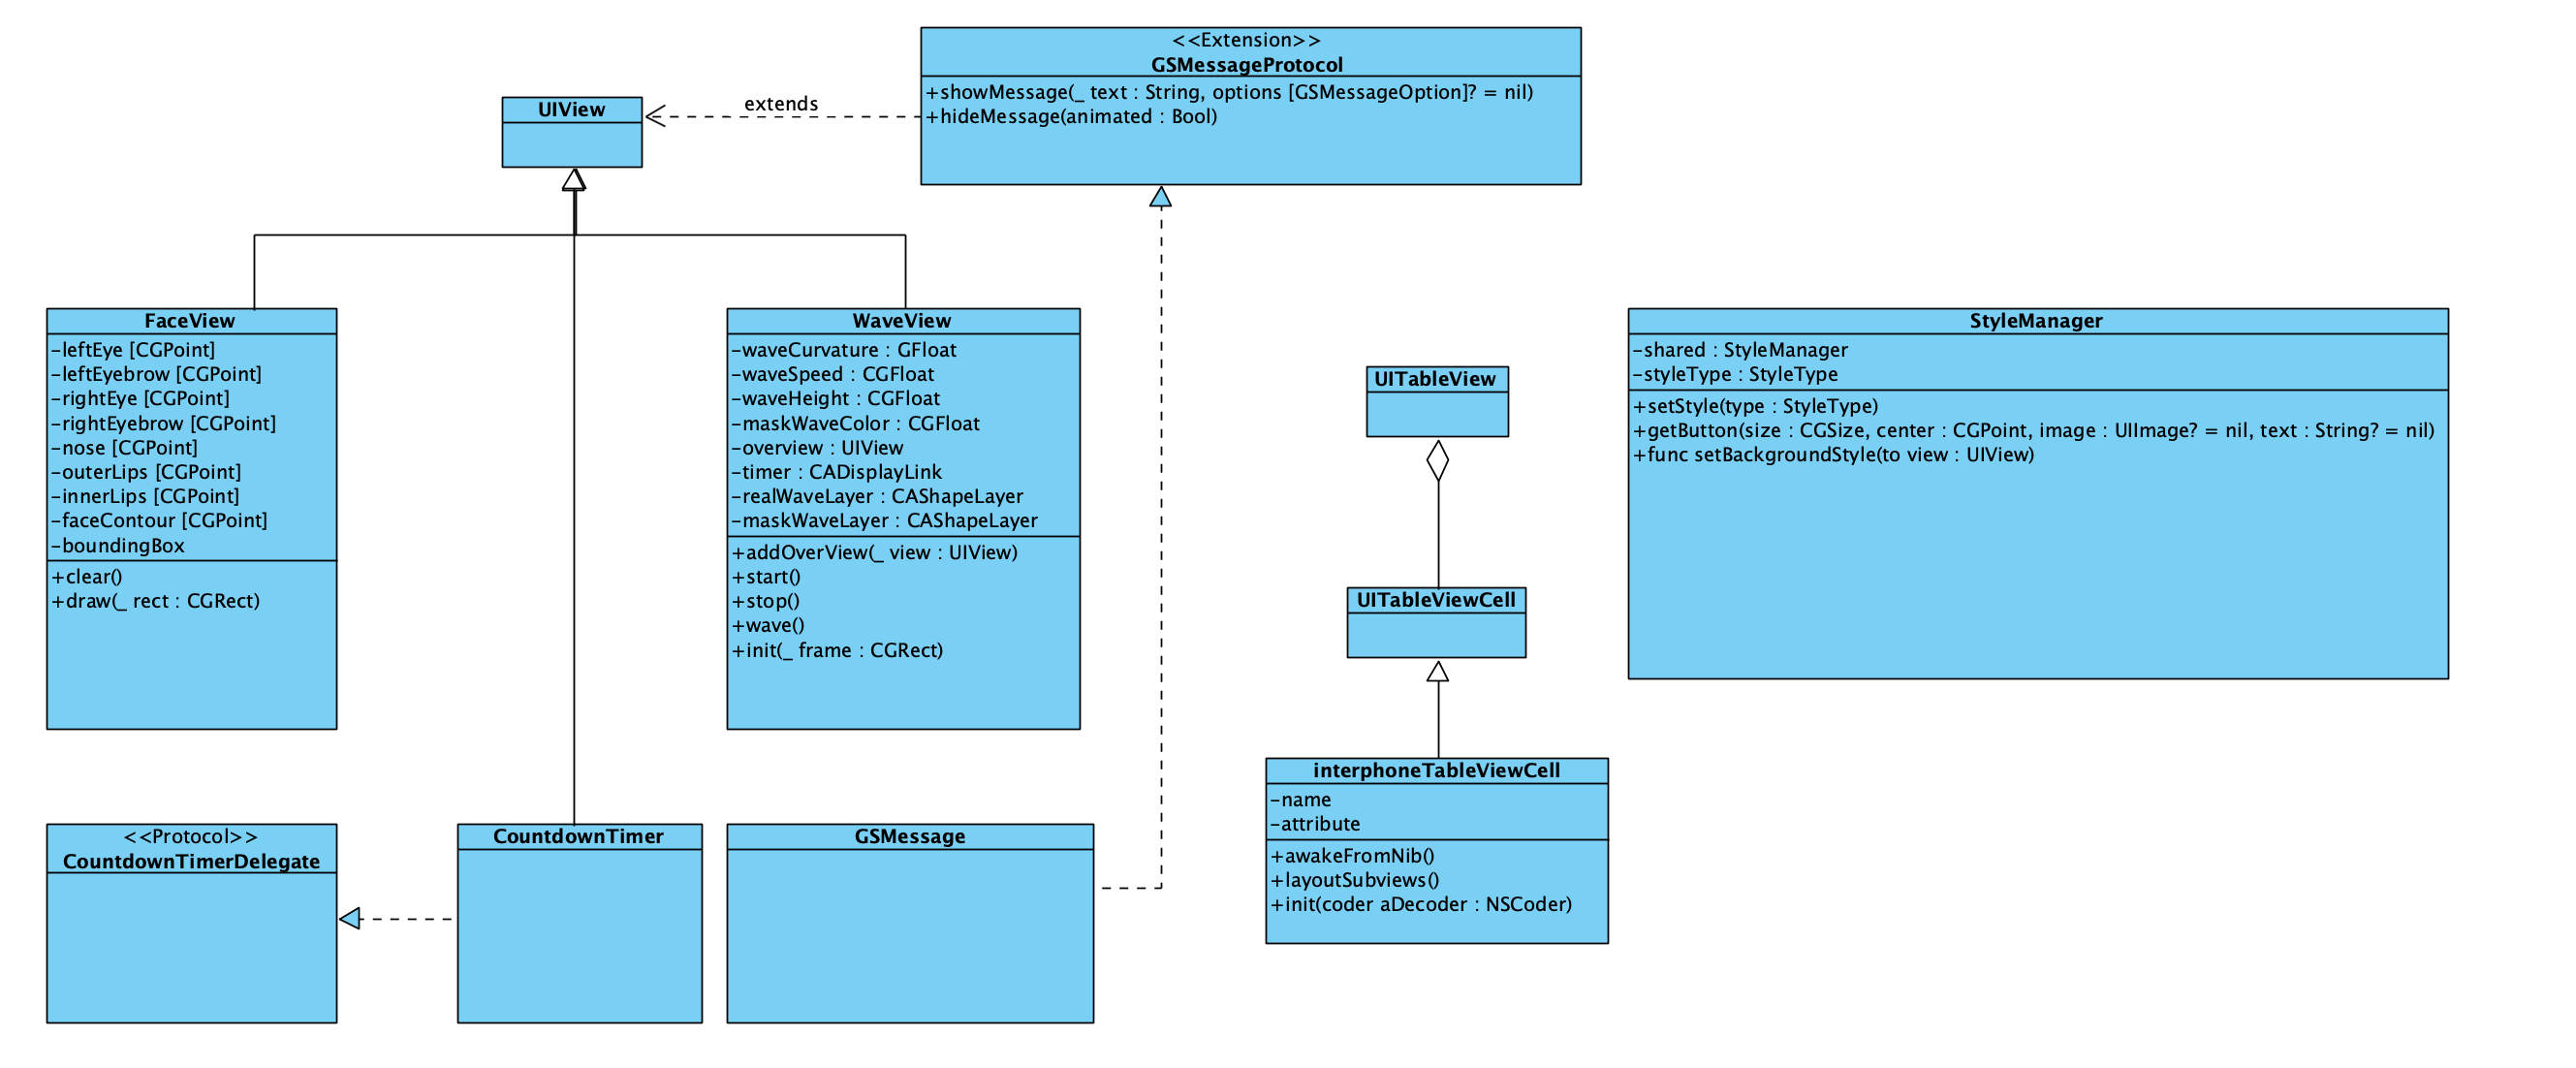 <<Extension>>
GSMessageProtocol
+showMessage(_ text : String, options [GSMessageOption]? = nil)
+hideMessage(animated : Bool)
extends
UIView
FaceView
-leftEye [CGPoint]
-leftEyebrow [CGPoint]
-rightEye [CGPoint]
-rightEyebrow [CGPoint]
-nose [CGPoint]
-outerLips [CGPoint]
-innerLips [CGPoint]
-faceContour [CGPoint]
-boundingBox
+clear()
+draw(_ rect : CGRect)
WaveView
-waveCurvature : GFloat
-waveSpeed : CGFloat
-waveHeight : CGFloat
-maskWaveColor : CGFloat
-overview : UIView
-timer : CADisplayLink
-realWaveLayer : CAShapeLayer
-maskWaveLayer : CAShapeLayer
+addOverView(_ view : UIView)
+start()
+stop()
+wave()
+init(_ frame : CGRect)
UITableView
UITableViewCell
StyleManager
-shared : StyleManager
-styleType : StyleType
+setStyle(type : StyleType)
+getButton(size : CGSize, center : CGPoint, image : UIImage? = nil, text : String? = nil)
+func setBackgroundStyle(to view : UIView)
interphoneTableViewCell
-name
-attribute
+awakeFromNib()
+layoutSubviews()
+init(coder aDecoder : NSCoder)
<<Protocol>>
CountdownTimerDelegate
CountdownTimer
GSMessage